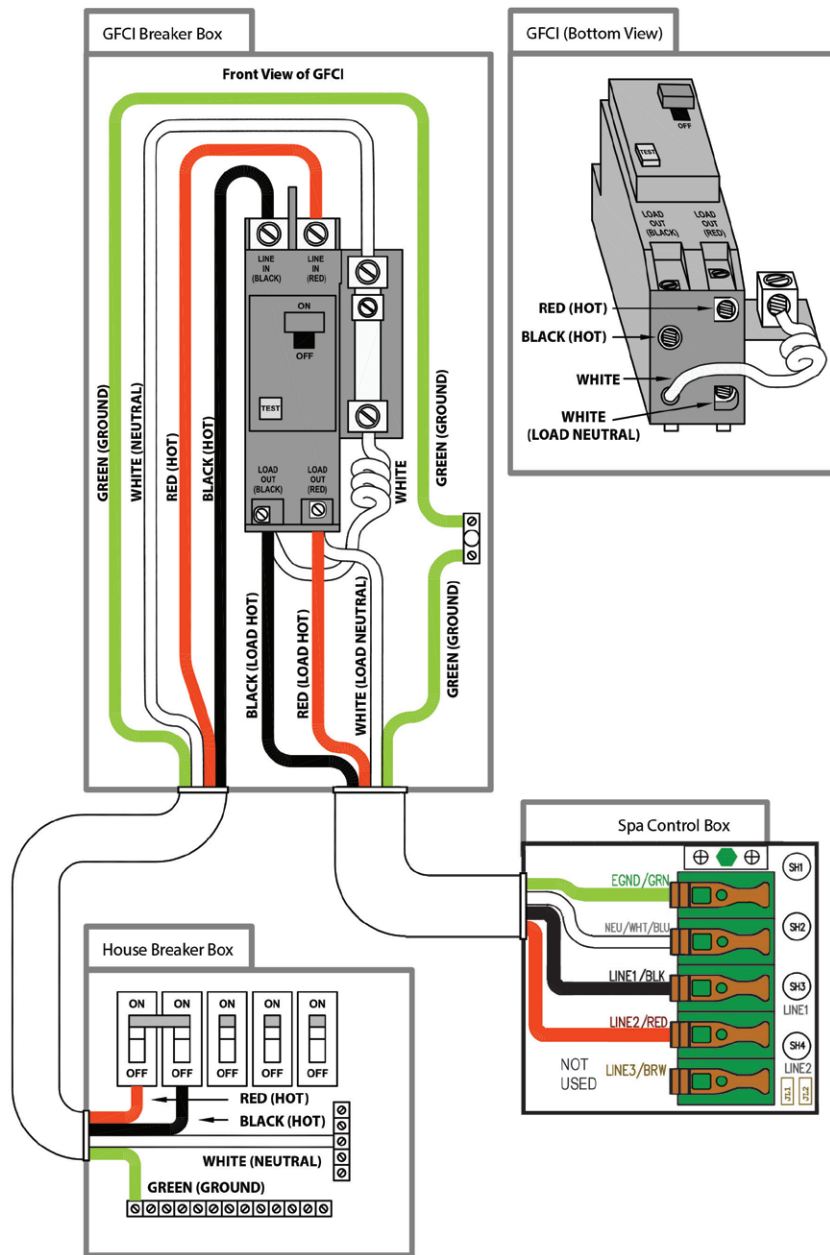 GFCI Breaker Box
Front View of GFCI
GREEN (GROUND)
WHITE (NEUTRAL)
RED (HOT)
BLACK (HOT)
LINE
IN
(BLACK)
LINE
IN
(RED)
ON
OFF
TEST
LOAD
OUT
(BLACK)
LOAD
OUT
(RED)
WHITE
GREEN (GROUND)
BLACK (LOAD HOT)
RED (LOAD HOT)
WHITE (LOAD NEUTRAL)
GREEN (GROUND)
GFCI (Bottom View)
OFF
TEST
LOAD
OUT
(BLACK)
LOAD
OUT
(RED)
RED (HOT)
BLACK (HOT)
WHITE
WHITE
(LOAD NEUTRAL)
Spa Control Box
EGND/GRN
NEU/WHT/BLU
LINE1/BLK
LINE2/RED
NOT
USED
LINE3/BRW
SH1
SH2
SH3
LINE1
SH4
LINE2
JL1
JL2
House Breaker Box
ON
ON
ON
ON
ON
OFF
OFF
OFF
OFF
OFF
RED (HOT)
BLACK (HOT)
WHITE (NEUTRAL)
GREEN (GROUND)